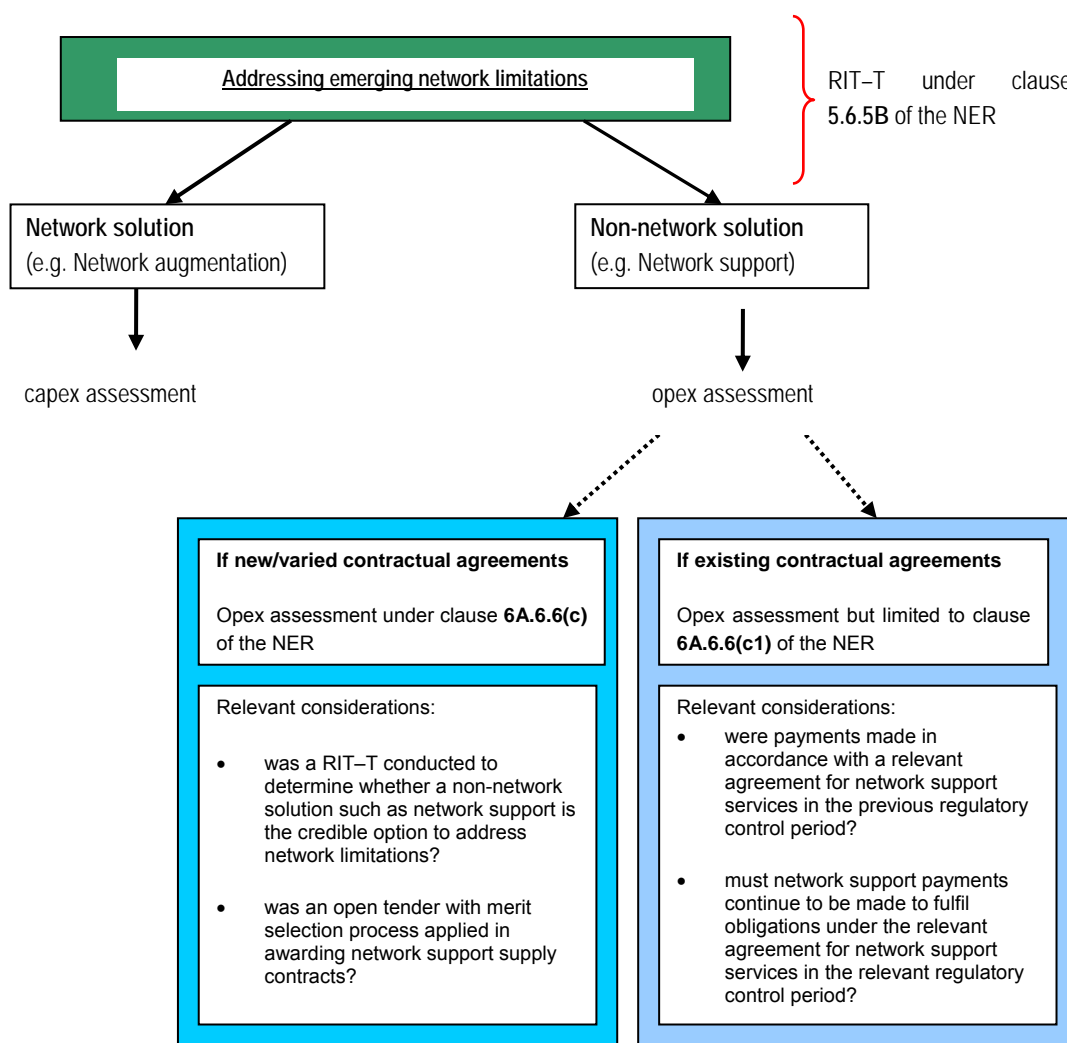 Addressing emerging network limitations
RIT–T under clause
5.6.5B of the NER
Network solution
(e.g. Network augmentation)
Non-network solution
(e.g. Network support)
capex assessment
opex assessment
If new/varied contractual agreements
Opex assessment under clause 6A.6.6(c)
of the NER
Relevant considerations:
• was a RIT–T conducted to
determine whether a non-network
solution such as network support is
the credible option to address
network limitations?
• was an open tender with merit
selection process applied in
awarding network support supply
contracts?
If existing contractual agreements
Opex assessment but limited to clause
6A.6.6(c1) of the NER
Relevant considerations:
• were payments made in
accordance with a relevant
agreement for network support
services in the previous regulatory
control period?
• must network support payments
continue to be made to fulfil
obligations under the relevant
agreement for network support
services in the relevant regulatory
control period?